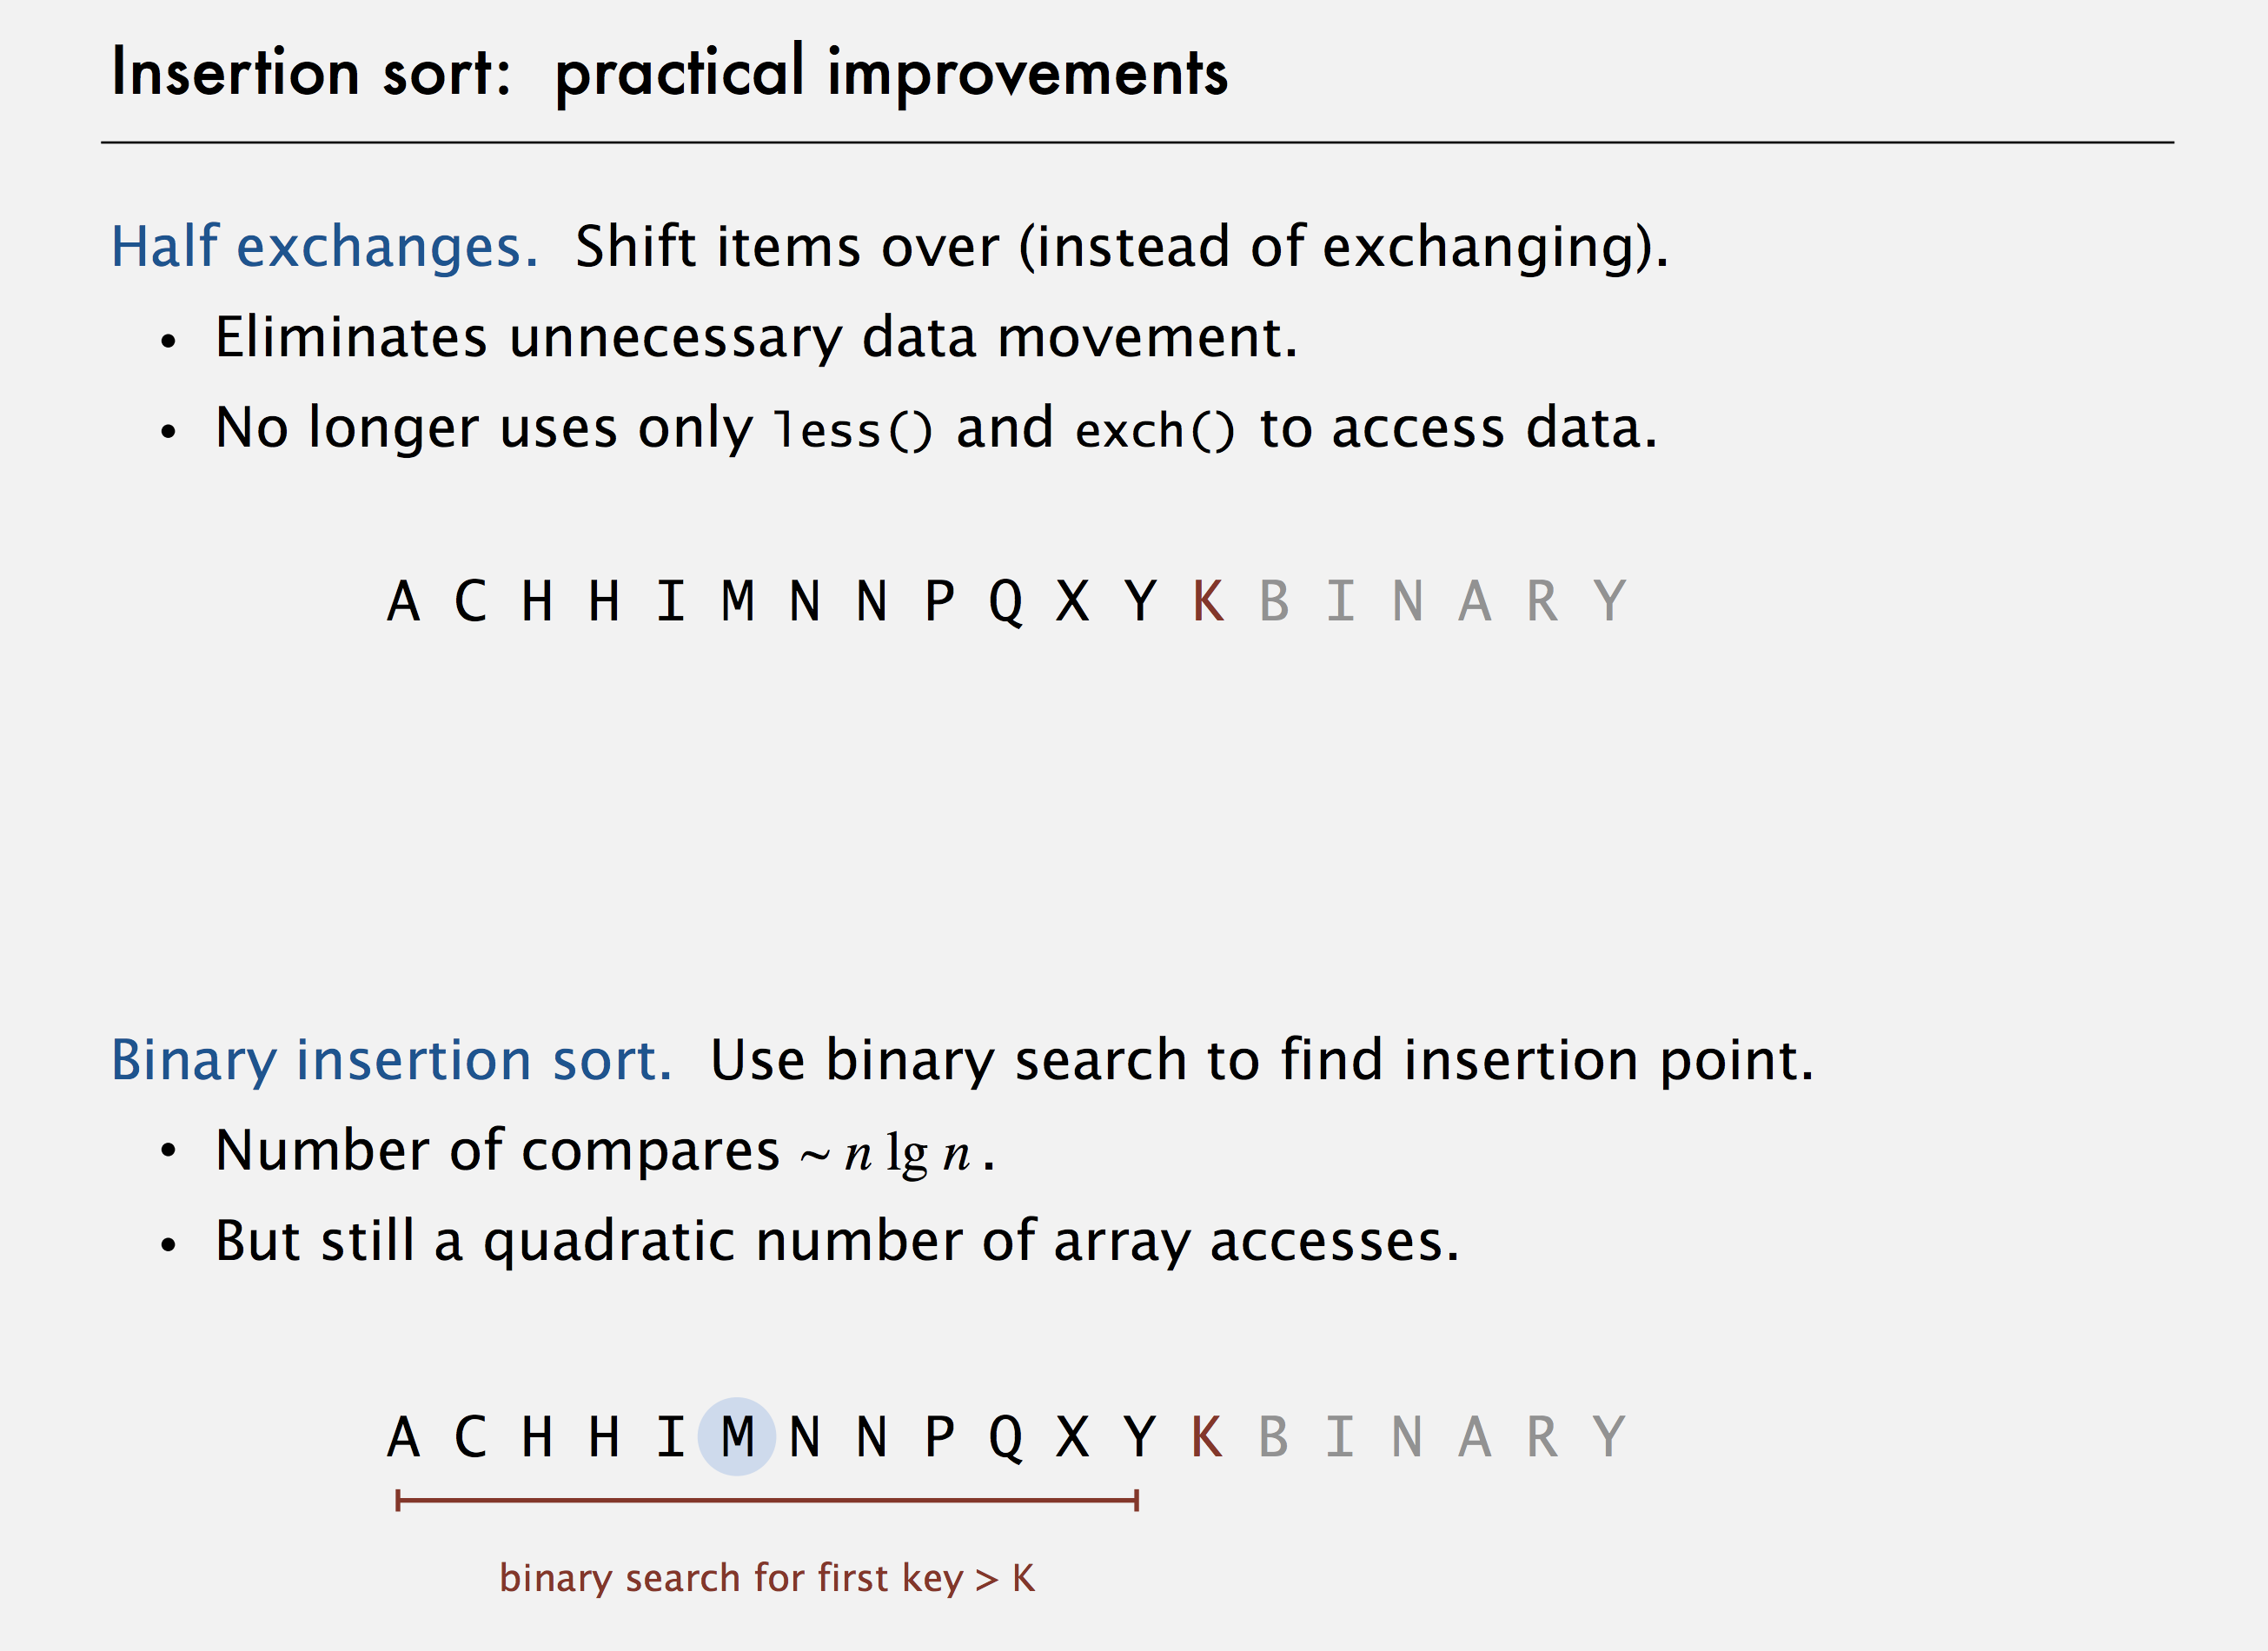 Insertion sort: practical improvements
Half exchanges. Shift items over (instead of exchanging).
• Eliminates unnecessary data movement.
• No longer uses only less() and exch() to access data.
A C H H I M N N P Q X Y K B I N A R Y
Binary insertion sort. Use binary search to find insertion point.
• Number of compares ~ n lg n .
• But still a quadratic number of array accesses.
A C H H I M N N P Q X Y K B I N A R Y
binary search for first key > K